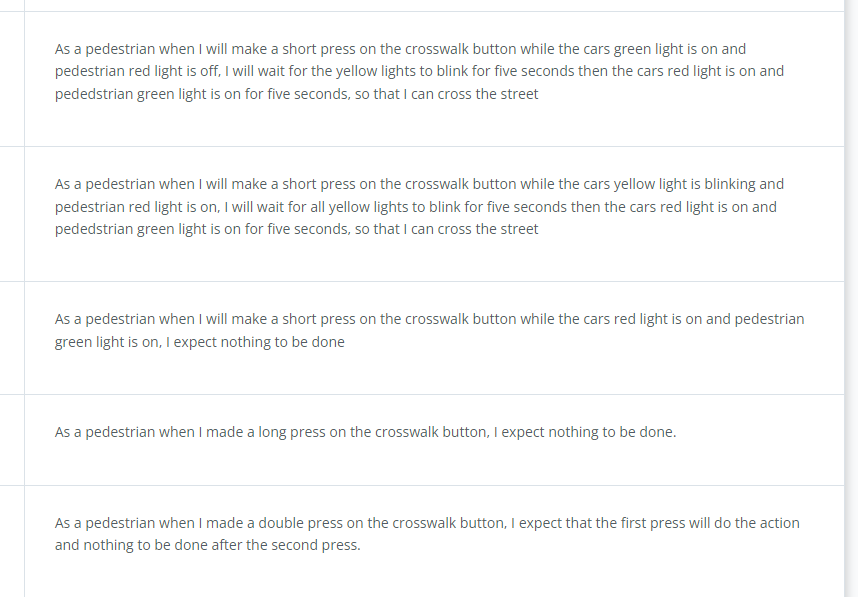 As a pedestrian when I will make a short press on the crosswalk button while the cars green light is on and
pedestrian red light is off, I will wait for the yellow lights to blink for five seconds then the cars red light is on and
pededstrian green light is on for five seconds, so that I can cross the street
As a pedestrian when I will make a short press on the crosswalk button while the cars yellow light is blinking and
pedestrian red light is on, I will wait for all yellow lights to blink for five seconds then the cars red light is on and
pededstrian green light is on for five seconds, so that I can cross the street
As a pedestrian when I will make a short press on the crosswalk button while the cars red light is on and pedestrian
green light is on, I expect nothing to be done
As a pedestrian when I made a long press on the crosswalk button, I expect nothing to be done.
As a pedestrian when I made a double press on the crosswalk button, I expect that the first press will do the action
and nothing to be done after the second press.